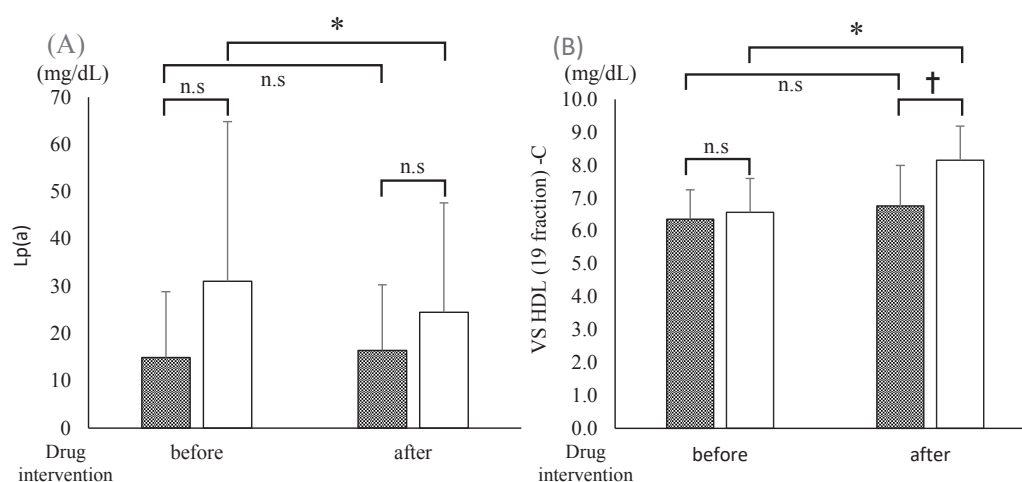 (A)
(mg/dL)
*
n.s
n.s
n.s
70
60
50
40
30
20
10
0
Lp(a)
Drug
intervention
before
after
(B)
(mg/dL)
*
n.s
†
n.s
10.0
9.0
8.0
7.0
6.0
5.0
4.0
3.0
2.0
1.0
0.0
VS HDL (19 fraction) -C
Drug
intervention
before
after